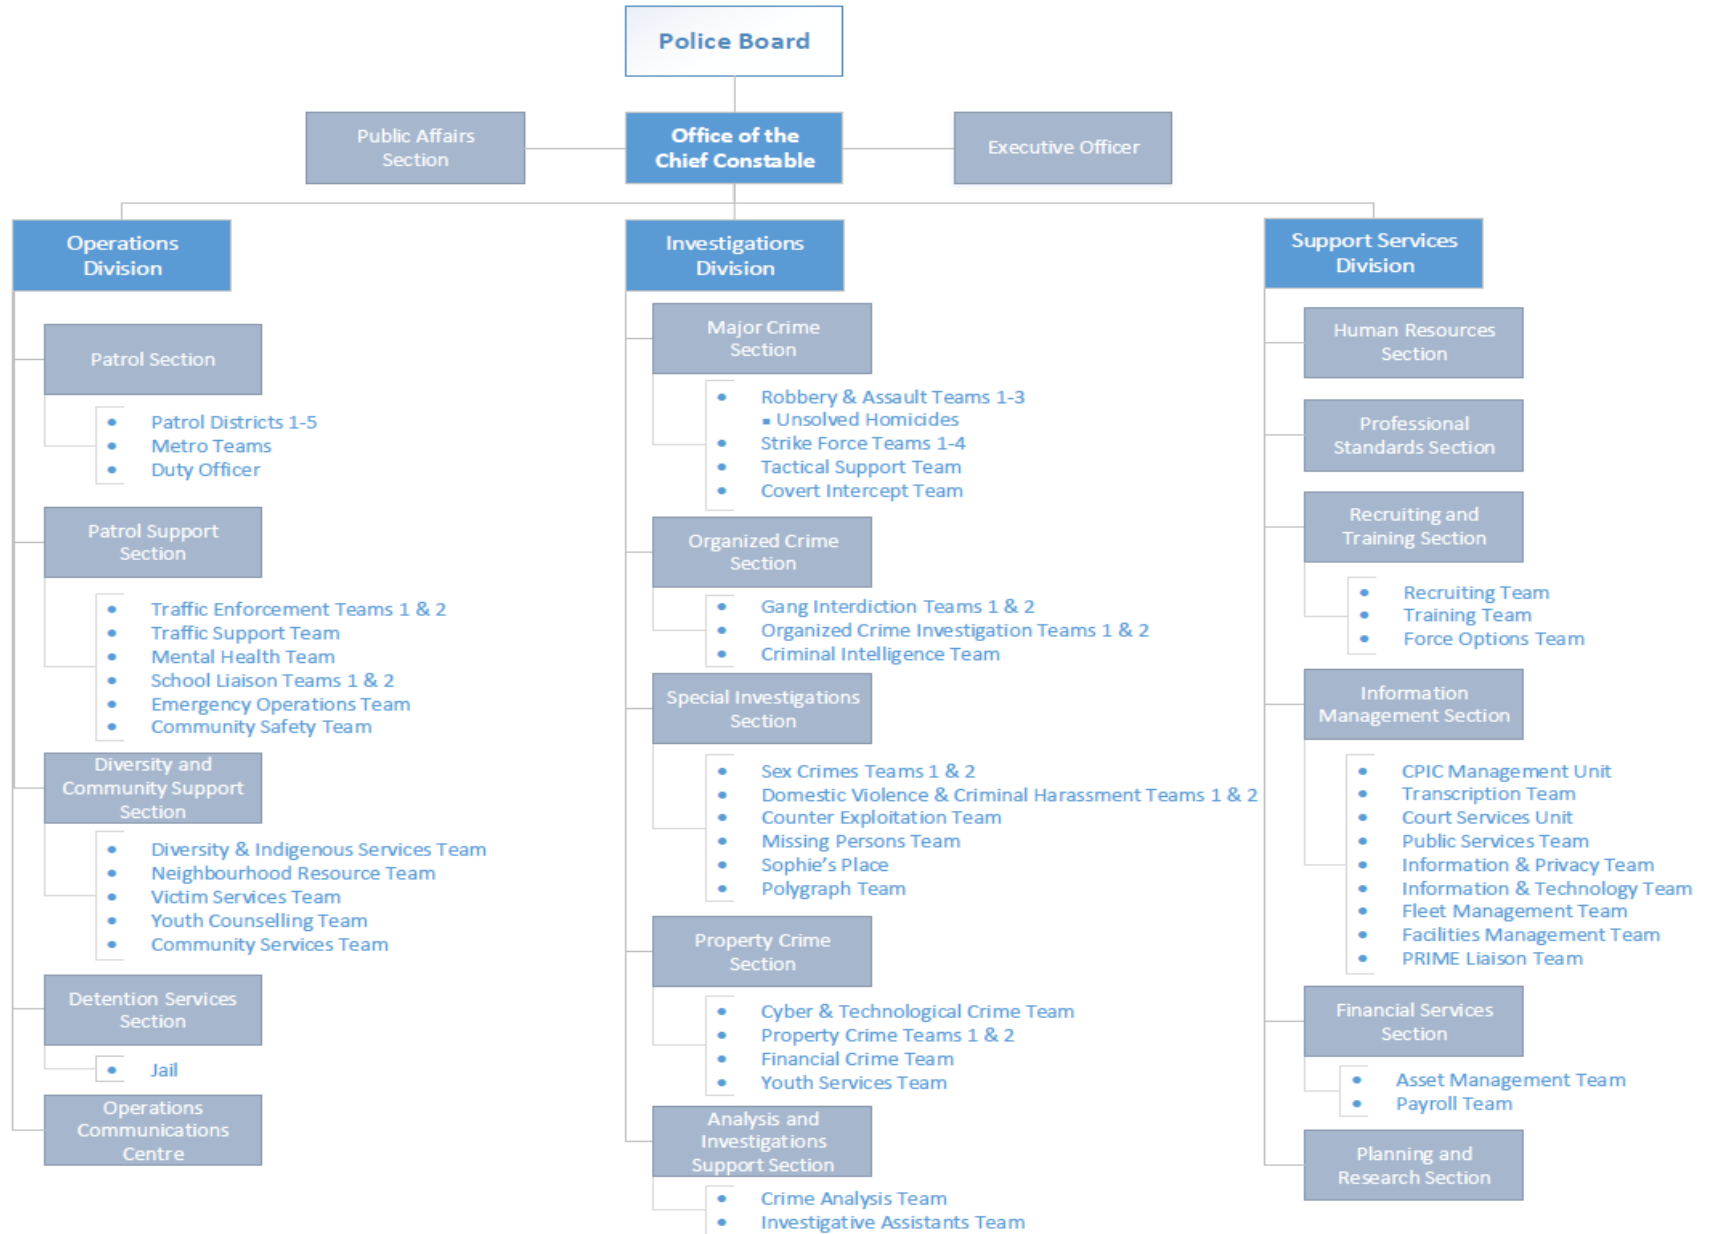 Police Board
Public Affairs
Section
Office of the
Chief Constable
Executive Officer
Operations
Division
Patrol Section
• Patrol Districts 1-5
• Metro Teams
• Duty Officer
Patrol Support
Section
• Traffic Enforcement Teams 1 & 2
• Traffic Support Team
• Mental Health Team
• School Liaison Teams 1 & 2
• Emergency Operations Team
• Community Safety Team
Diversity and
Community Support
Section
• Diversity & Indigenous Services Team
• Neighbourhood Resource Team
• Victim Services Team
• Youth Counselling Team
• Community Services Team
Detention Services
Section
• Jail
Operations
Communications
Centre
Investigations
Division
Major Crime
Section
• Robbery & Assault Teams 1-3
▪ Unsolved Homicides
• Strike Force Teams 1-4
• Tactical Support Team
• Covert Intercept Team
Organized Crime
Section
• Gang Interdiction Teams 1 & 2
• Organized Crime Investigation Teams 1 & 2
• Criminal Intelligence Team
Special Investigations
Section
• Sex Crimes Teams 1 & 2
• Domestic Violence & Criminal Harassment Teams 1 & 2
• Counter Exploitation Team
• Missing Persons Team
• Sophie's Place
• Polygraph Team
Property Crime
Section
• Cyber & Technological Crime Team
• Property Crime Teams 1 & 2
• Financial Crime Team
• Youth Services Team
Analysis and
Investigations
Support Section
• Crime Analysis Team
• Investigative Assistants Team
Support Services
Division
Human Resources
Section
Professional
Standards Section
Recruiting and
Training Section
• Recruiting Team
• Training Team
• Force Options Team
Information
Management Section
• CPIC Management Unit
• Transcription Team
• Court Services Unit
• Public Services Team
• Information & Privacy Team
• Information & Technology Team
• Fleet Management Team
• Facilities Management Team
• PRIME Liaison Team
Financial Services
Section
• Asset Management Team
• Payroll Team
Planning and
Research Section